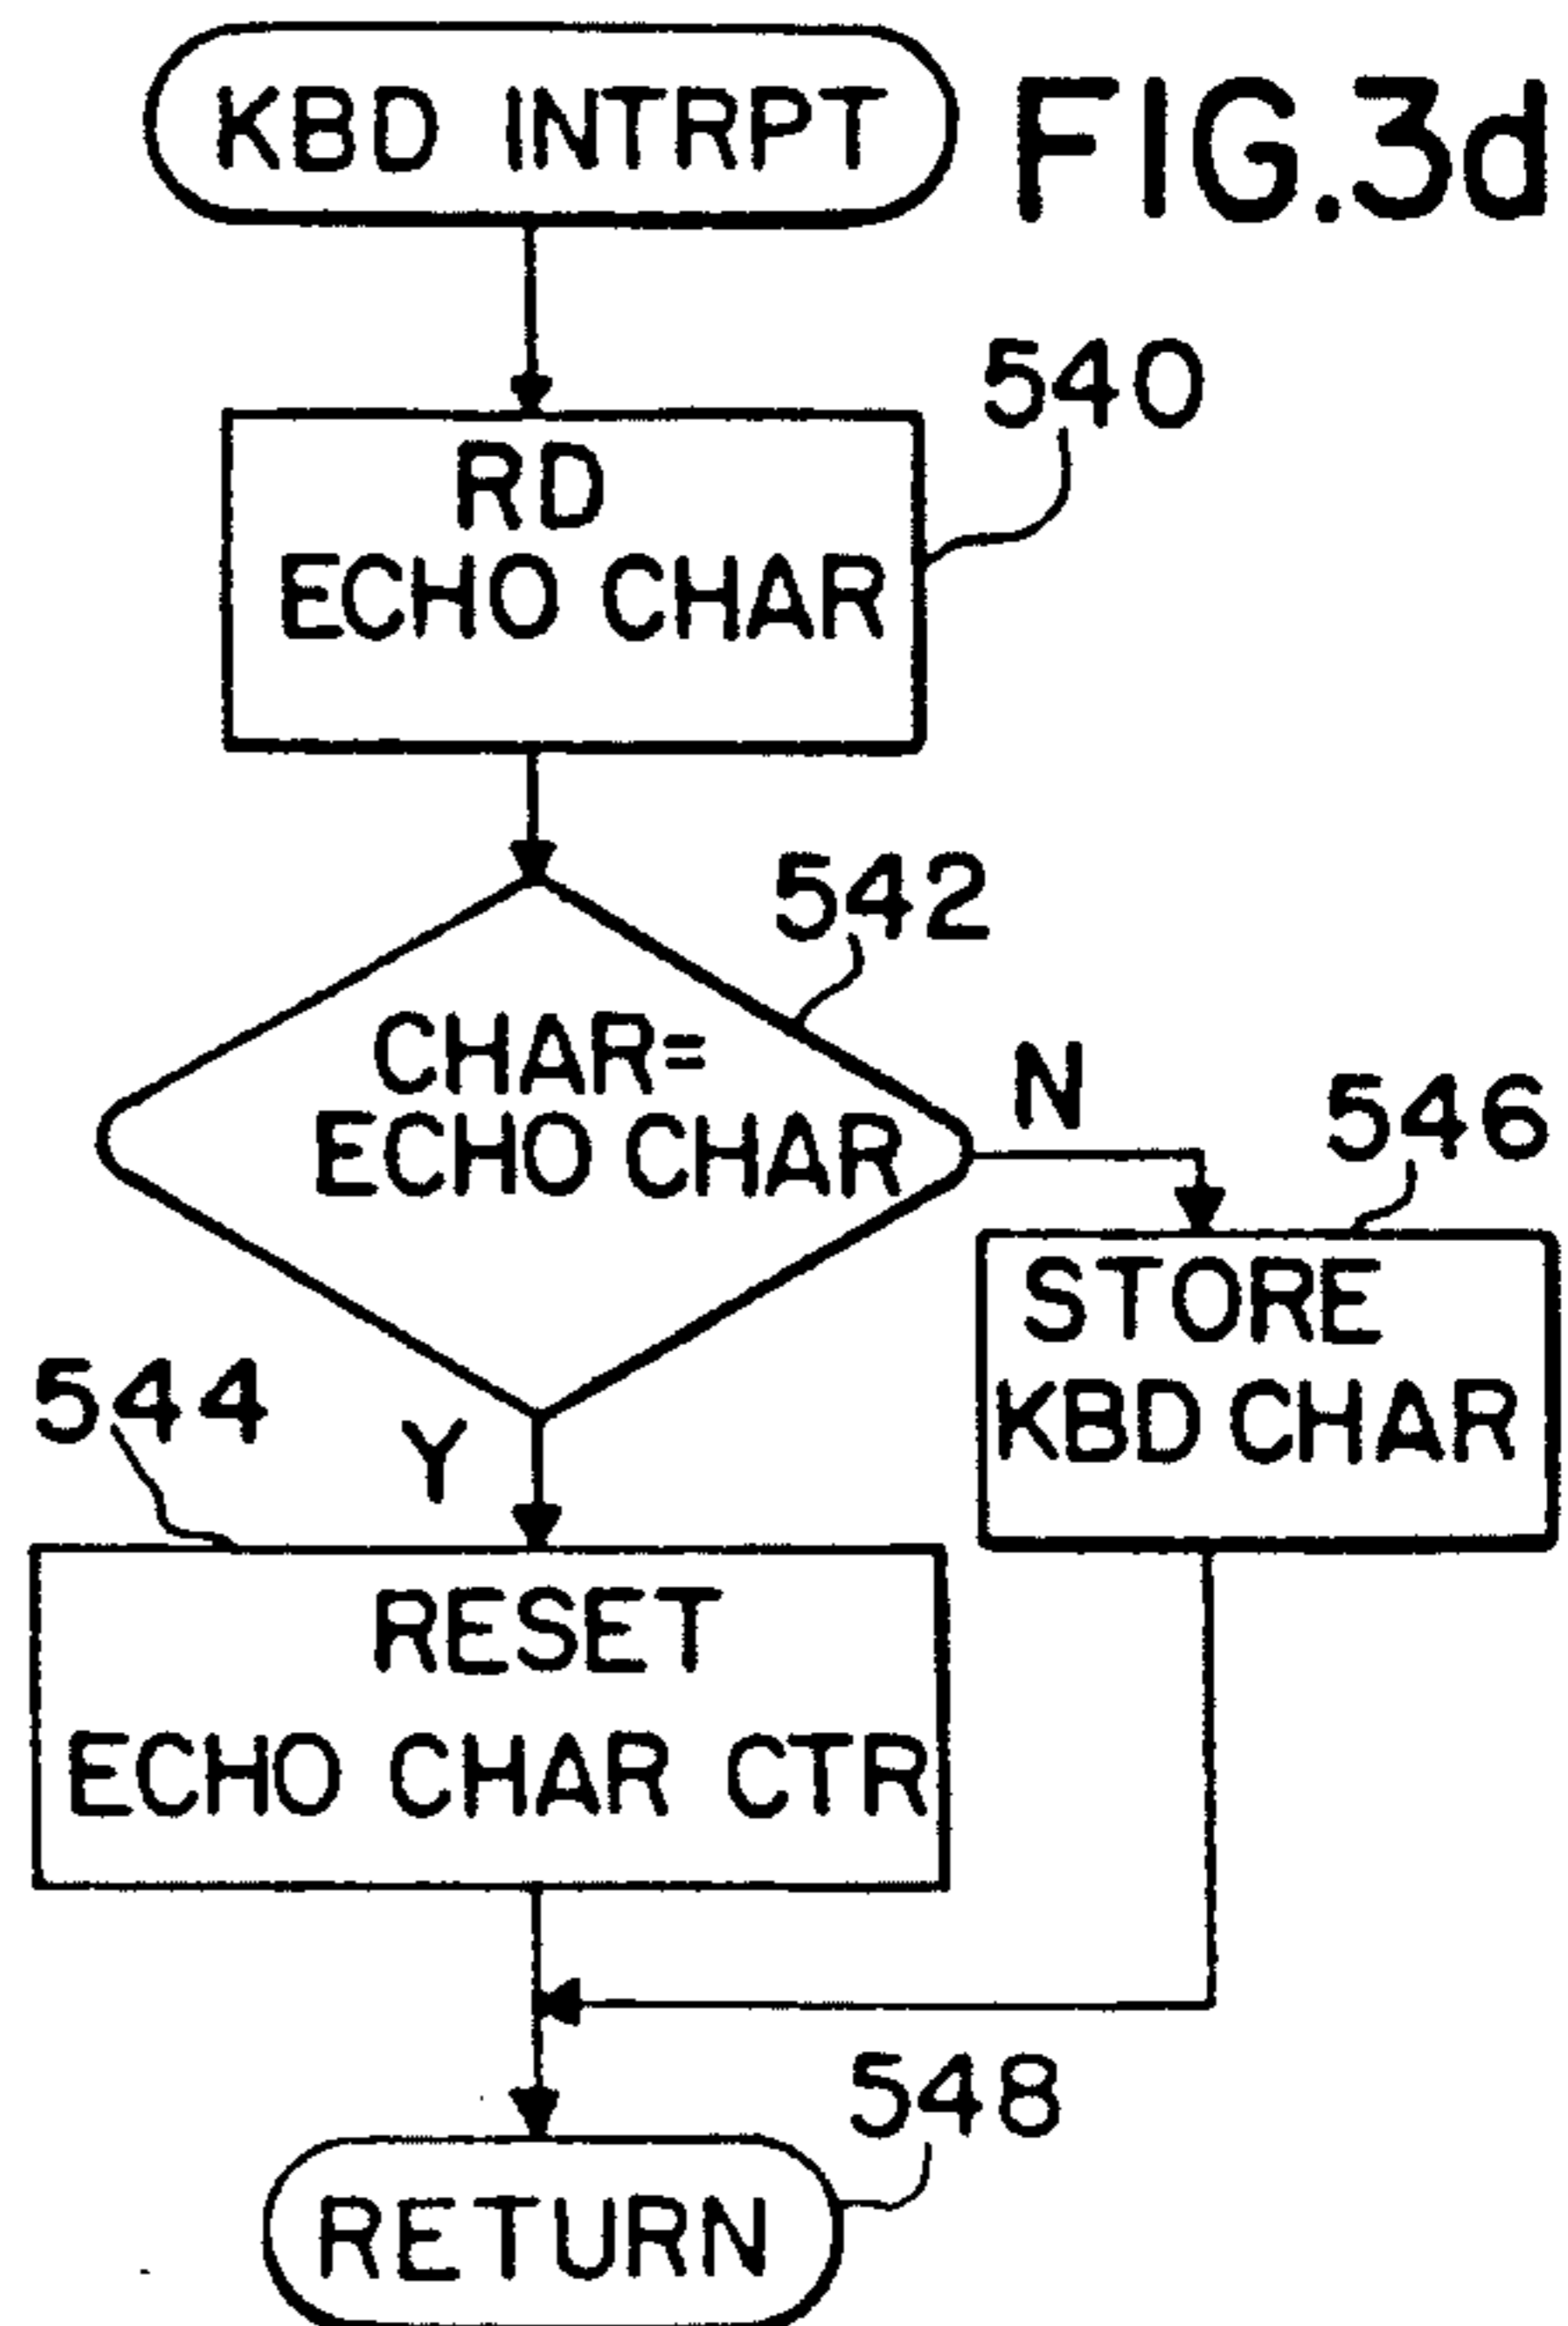 KBD INTRPT
FIG.3d
540
RD
ECHO CHAR
542
CHAR=
ECHO CHAR
N
546
STORE
KBD CHAR
544
Y
RESET
ECHO CHAR CTR
548
RETURN